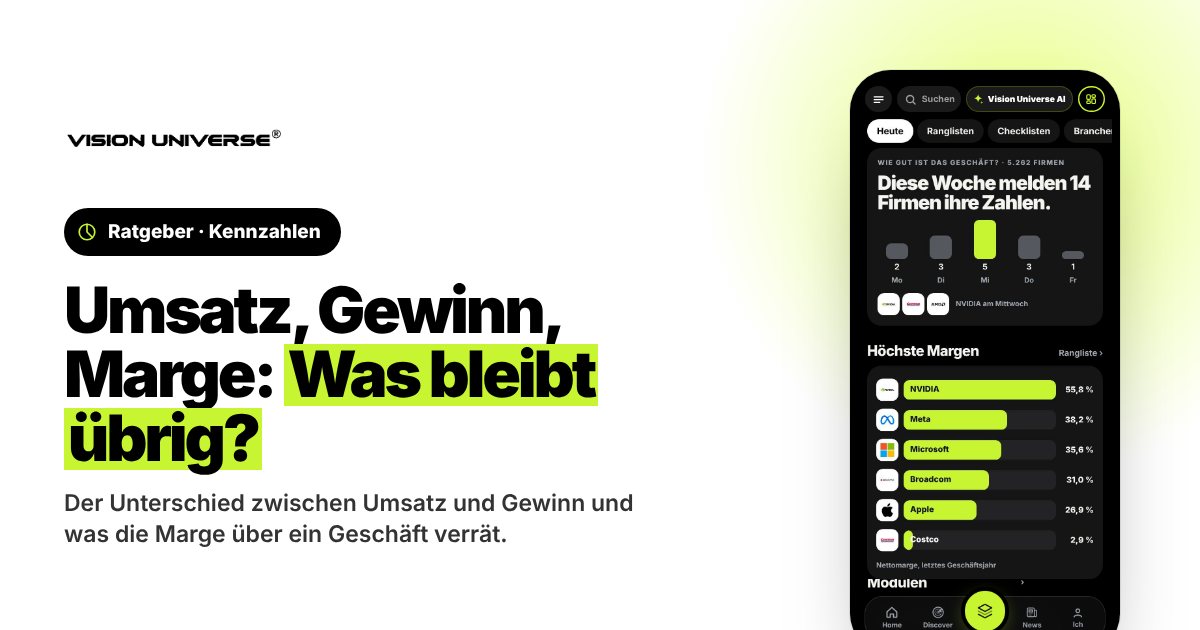 VISION UNIVERSE®
Ratgeber · Kennzahlen
Umsatz, Gewinn,
Marge: Was bleibt
übrig?
Der Unterschied zwischen Umsatz und Gewinn und
was die Marge über ein Geschäft verrät.
Suchen
Vision Universe AI
Heute
Ranglisten
Checklisten
Branchen
WIE GUT IST DAS GESCHÄFT? · 5.262 FIRMEN
Diese Woche melden 14
Firmen ihre Zahlen.
2 3 5 3 1
Mo Di Mi Do Fr
NVIDIA am Mittwoch
Höchste Margen
Rangliste ›
NVIDIA 55,8 %
Meta 38,2 %
Microsoft 35,6 %
Broadcom 31,0 %
Apple 26,9 %
Costco 2,9 %
Nettomarge, letztes Geschäftsjahr
Modulen ›
Home
Discover
News
Ich